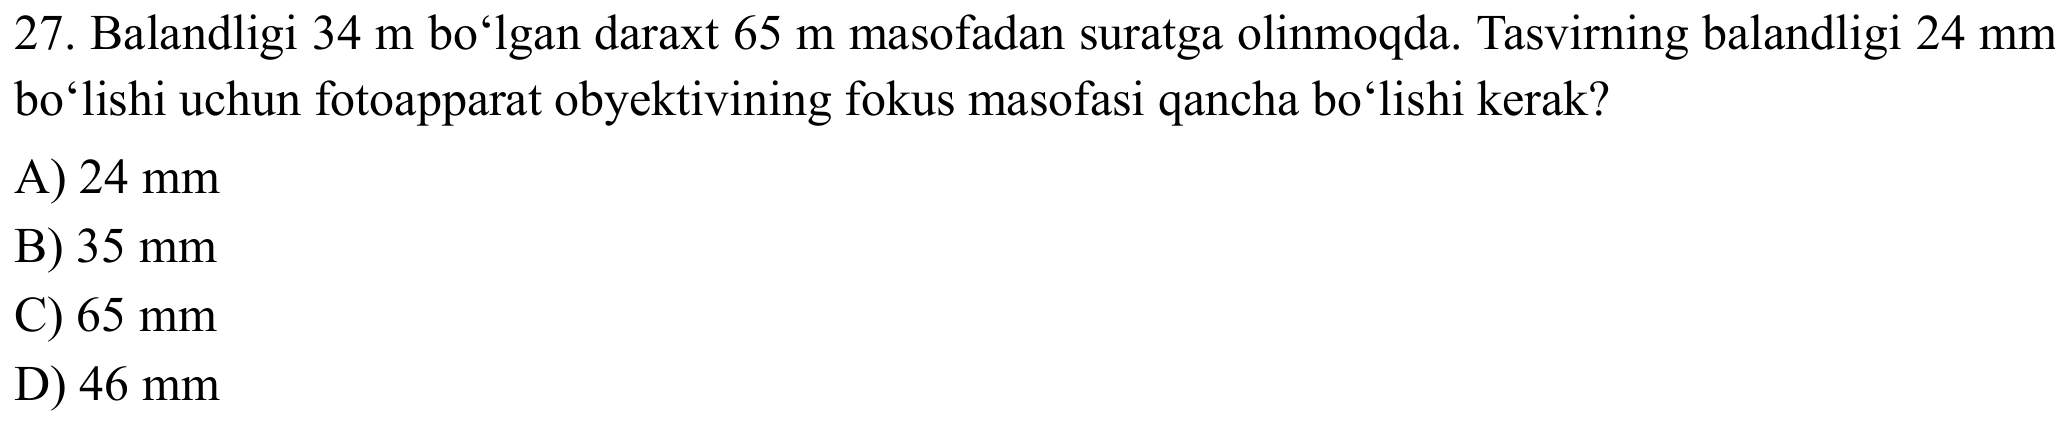 27. Balandligi 34 m bo‘lgan daraxt 65 m masofadan suratga olinmoqda. Tasvirning balandligi 24 mm
bo‘lishi uchun fotoapparat obyektivining fokus masofasi qancha bo‘lishi kerak?
A) 24 mm
B) 35 mm
C) 65 mm
D) 46 mm